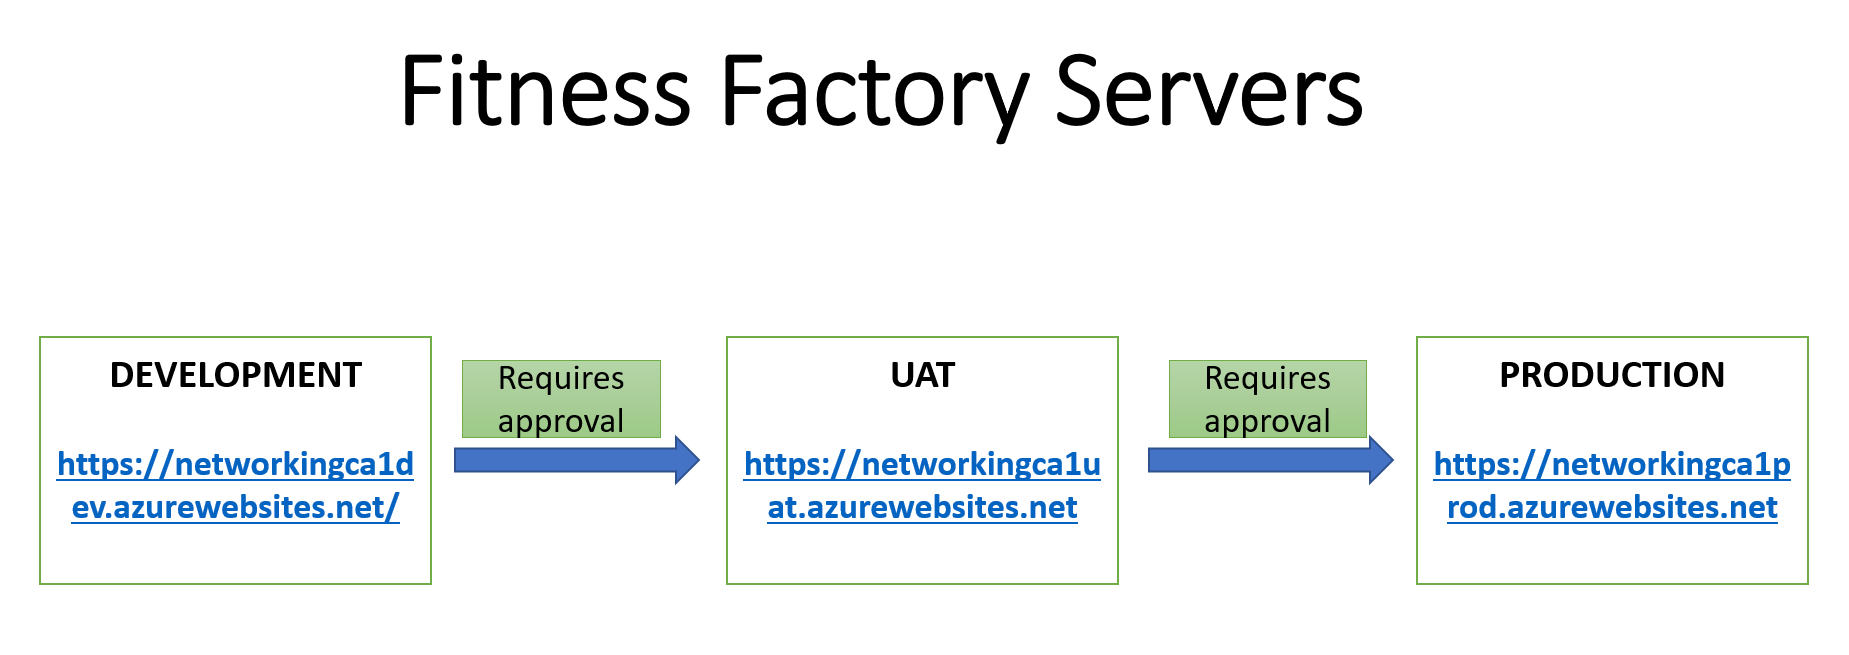 Fitness Factory Servers
DEVELOPMENT
https://networkingca1d
ev.azurewebsites.net/
Requires
approval
UAT
https://networkingca1u
at.azurewebsites.net
Requires
approval
PRODUCTION
https://networkingca1p
rod.azurewebsites.net